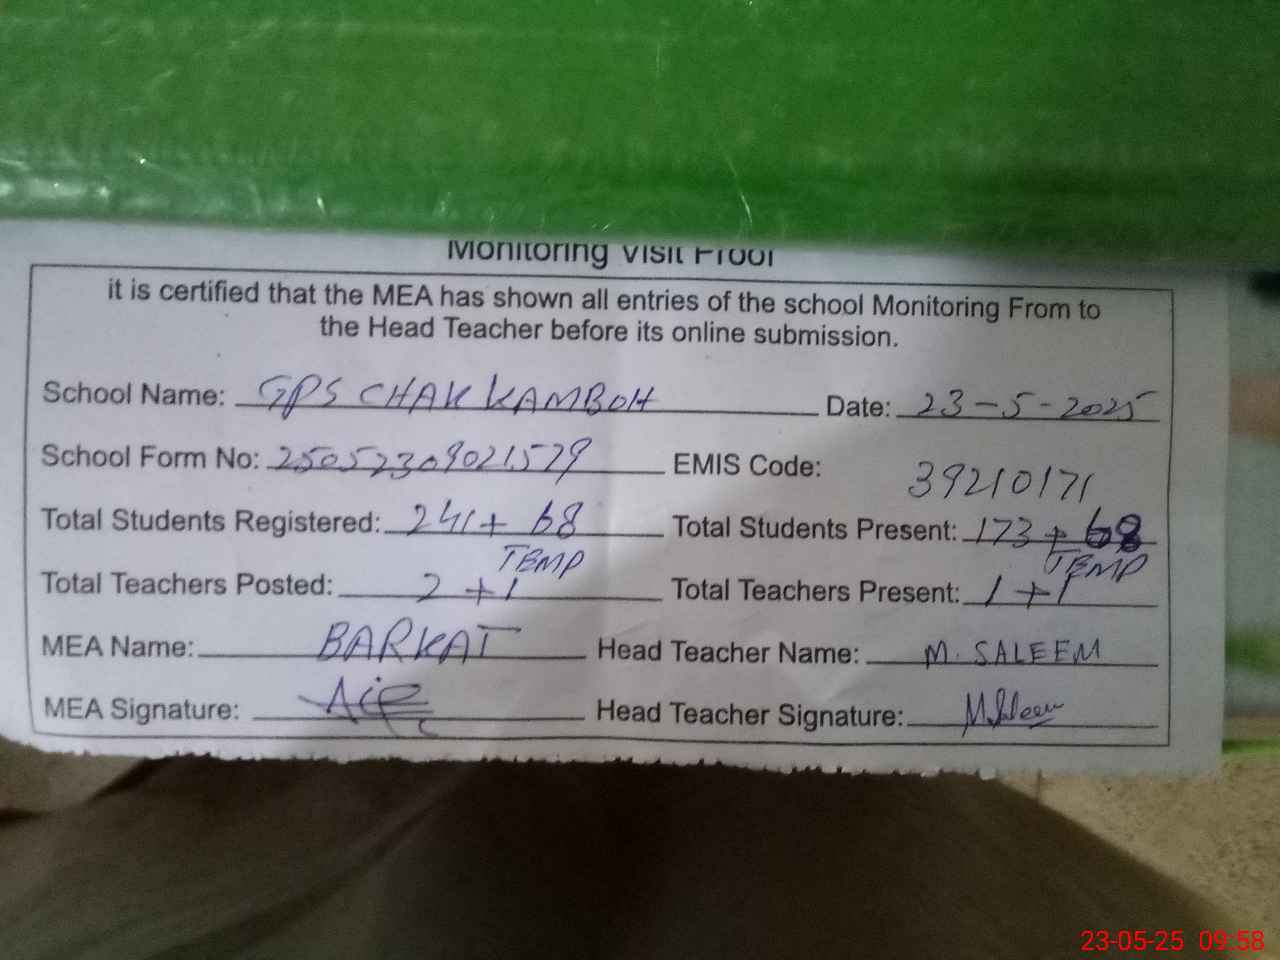 Monitoring Visit Proof
it is certified that the MEA has shown all entries of the school Monitoring From to
the Head Teacher before its online submission.
School Name: GPS CHAK KAMBOH Date: 23-5-2025
School Form No: 25052309021579 EMIS Code: 39210171
Total Students Registered: 241+ 68 Total Students Present: 173 + 68
TEMP TEMP
Total Teachers Posted: 2 +1 Total Teachers Present: 1 +1
MEA Name: BARKAT Head Teacher Name: M. SALEEM
MEA Signature: Head Teacher Signature: M Saleem
23-05-25 09:58